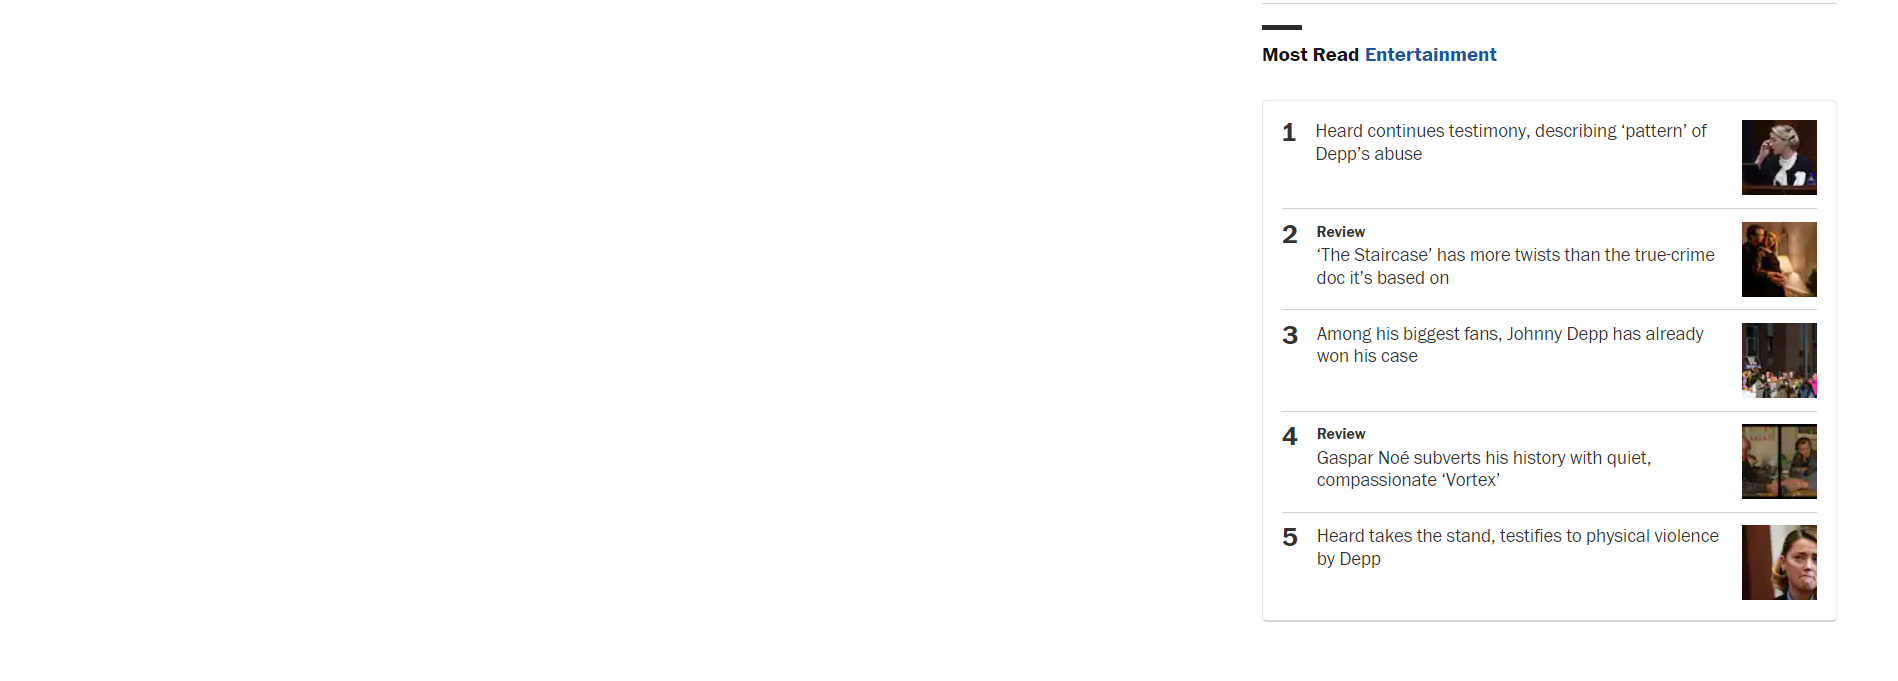 Most Read Entertainment
1 Heard continues testimony, describing ‘pattern’ of
Depp’s abuse
2 Review
‘The Staircase’ has more twists than the true-crime
doc it’s based on
3 Among his biggest fans, Johnny Depp has already
won his case
4 Review
Gaspar Noé subverts his history with quiet,
compassionate ‘Vortex’
5 Heard takes the stand, testifies to physical violence
by Depp